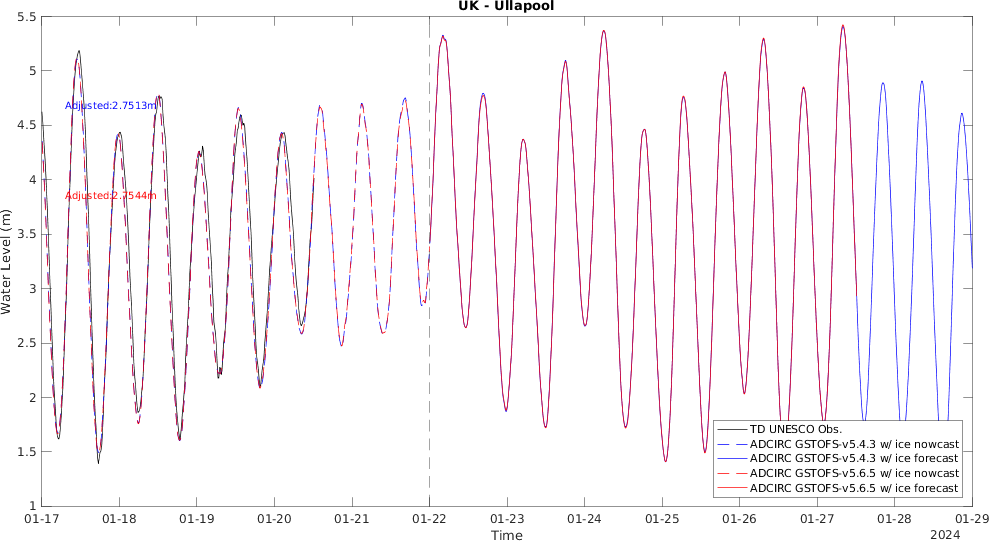 UK - Ullapool
5.5
5
4.5
4
3.5
3
2.5
2
1.5
1
Water Level (m)
Adjusted:2.7513m
Adjusted:2.7544m
TD UNESCO Obs.
ADCIRC GSTOFS-v5.4.3 w/ ice nowcast
ADCIRC GSTOFS-v5.4.3 w/ ice forecast
ADCIRC GSTOFS-v5.6.5 w/ ice nowcast
ADCIRC GSTOFS-v5.6.5 w/ ice forecast
01-17 01-18 01-19 01-20 01-21 01-22 01-23 01-24 01-25 01-26 01-27 01-28 01-29
Time
2024